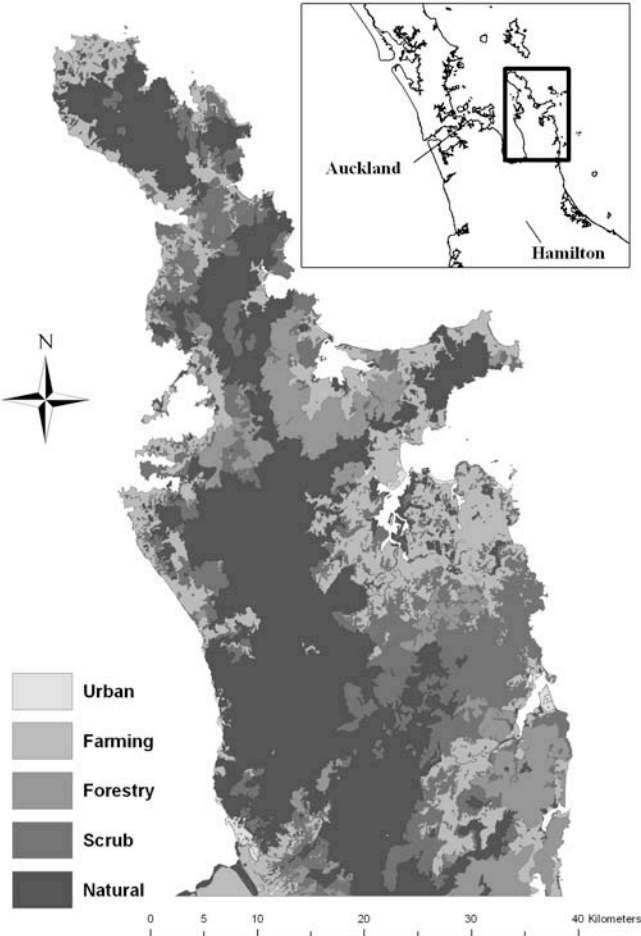 Auckland
Hamilton
N
Urban
Farming
Forestry
Scrub
Natural
0 5 10 20 30 40 Kilometers